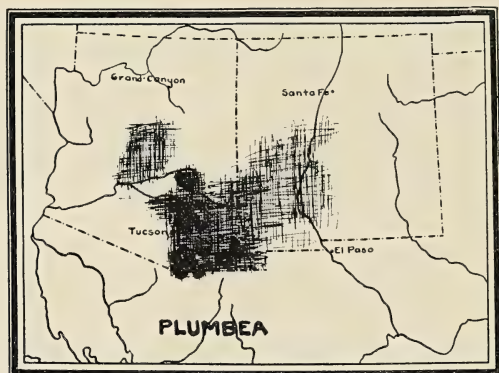 Grand-Canyon
Santa Fe
Tucson
El Paso
PLUMBEA